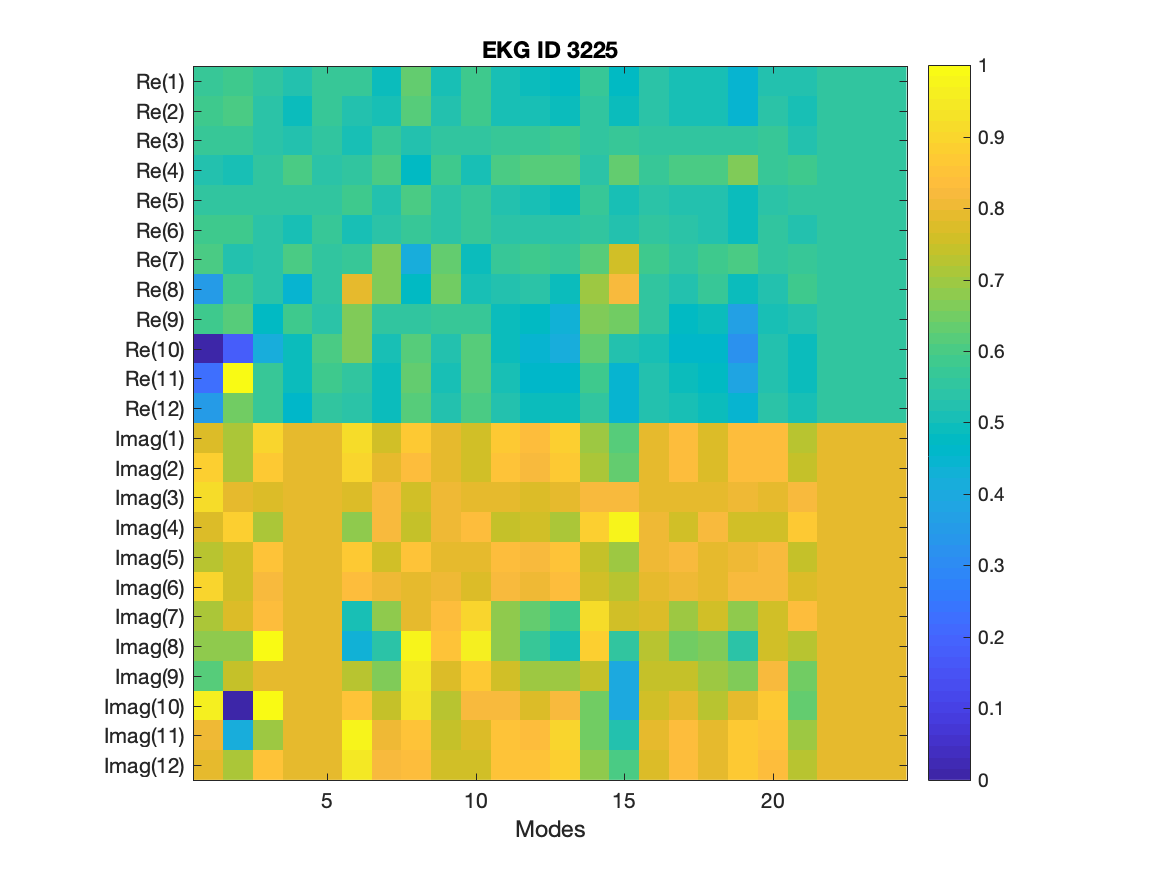 EKG ID 3225
Re(1)
Re(2)
Re(3)
Re(4)
Re(5)
Re(6)
Re(7)
Re(8)
Re(9)
Re(10)
Re(11)
Re(12)
Imag(1)
Imag(2)
Imag(3)
Imag(4)
Imag(5)
Imag(6)
Imag(7)
Imag(8)
Imag(9)
Imag(10)
Imag(11)
Imag(12)
5 10 15 20
Modes
1
0.9
0.8
0.7
0.6
0.5
0.4
0.3
0.2
0.1
0